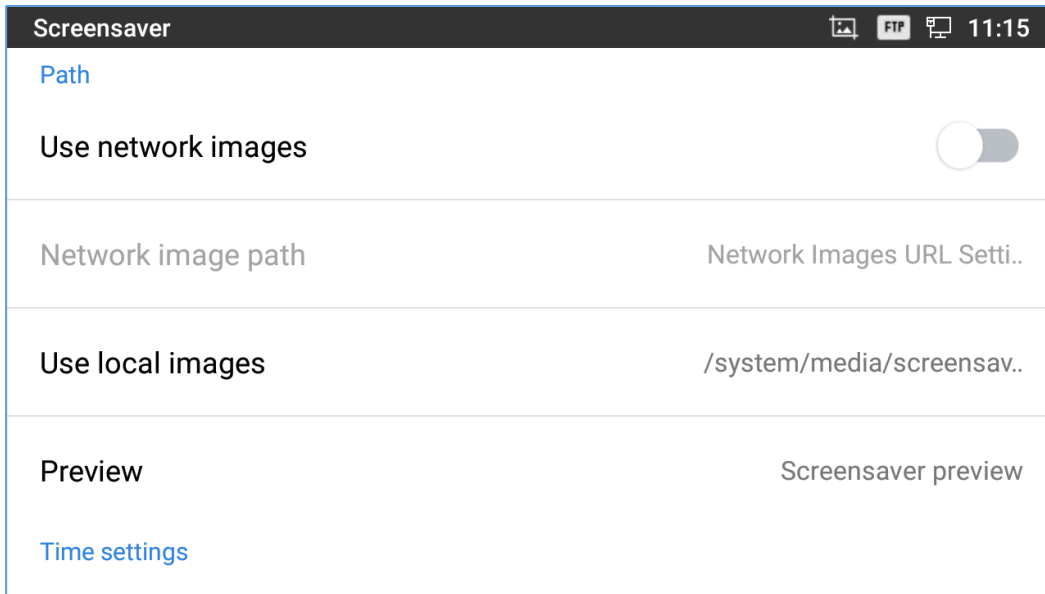 Screensaver FTP 11:15
Path
Use network images
Network image path Network Images URL Setti..
Use local images /system/media/screensav..
Preview Screensaver preview
Time settings